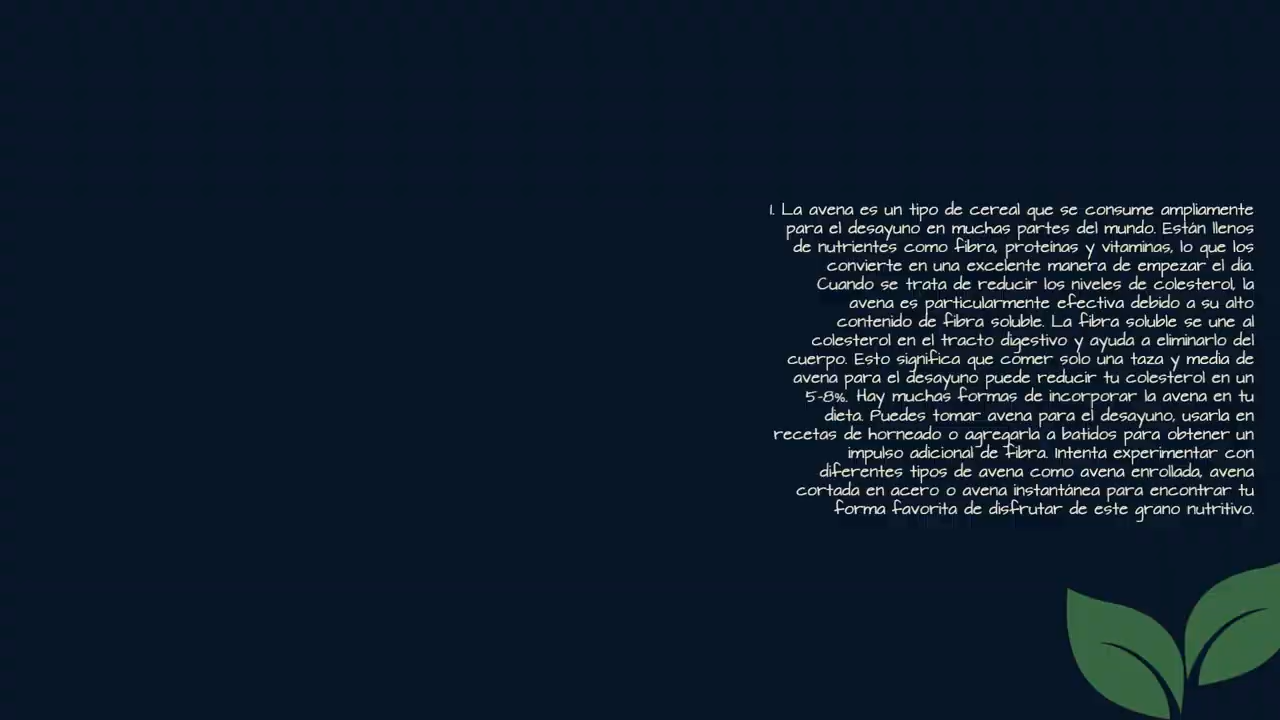 1. La avena es un tipo de cereal que se consume ampliamente
para el desayuno en muchas partes del mundo. Están llenos
de nutrientes como fibra, proteínas y vitaminas, lo que los
convierte en una excelente manera de empezar el día.
Cuando se trata de reducir los niveles de colesterol, la
avena es particularmente efectiva debido a su alto
contenido de fibra soluble. La fibra soluble se une al
colesterol en el tracto digestivo y ayuda a eliminarlo del
cuerpo. Esto significa que comer solo una taza y media de
avena para el desayuno puede reducir tu colesterol en un
5-8%. Hay muchas formas de incorporar la avena en tu
dieta. Puedes tomar avena para el desayuno, usarla en
recetas de horneado o agregarla a batidos para obtener un
impulso adicional de fibra. Intenta experimentar con
diferentes tipos de avena como avena enrollada, avena
cortada en acero o avena instantánea para encontrar tu
forma favorita de disfrutar de este grano nutritivo.